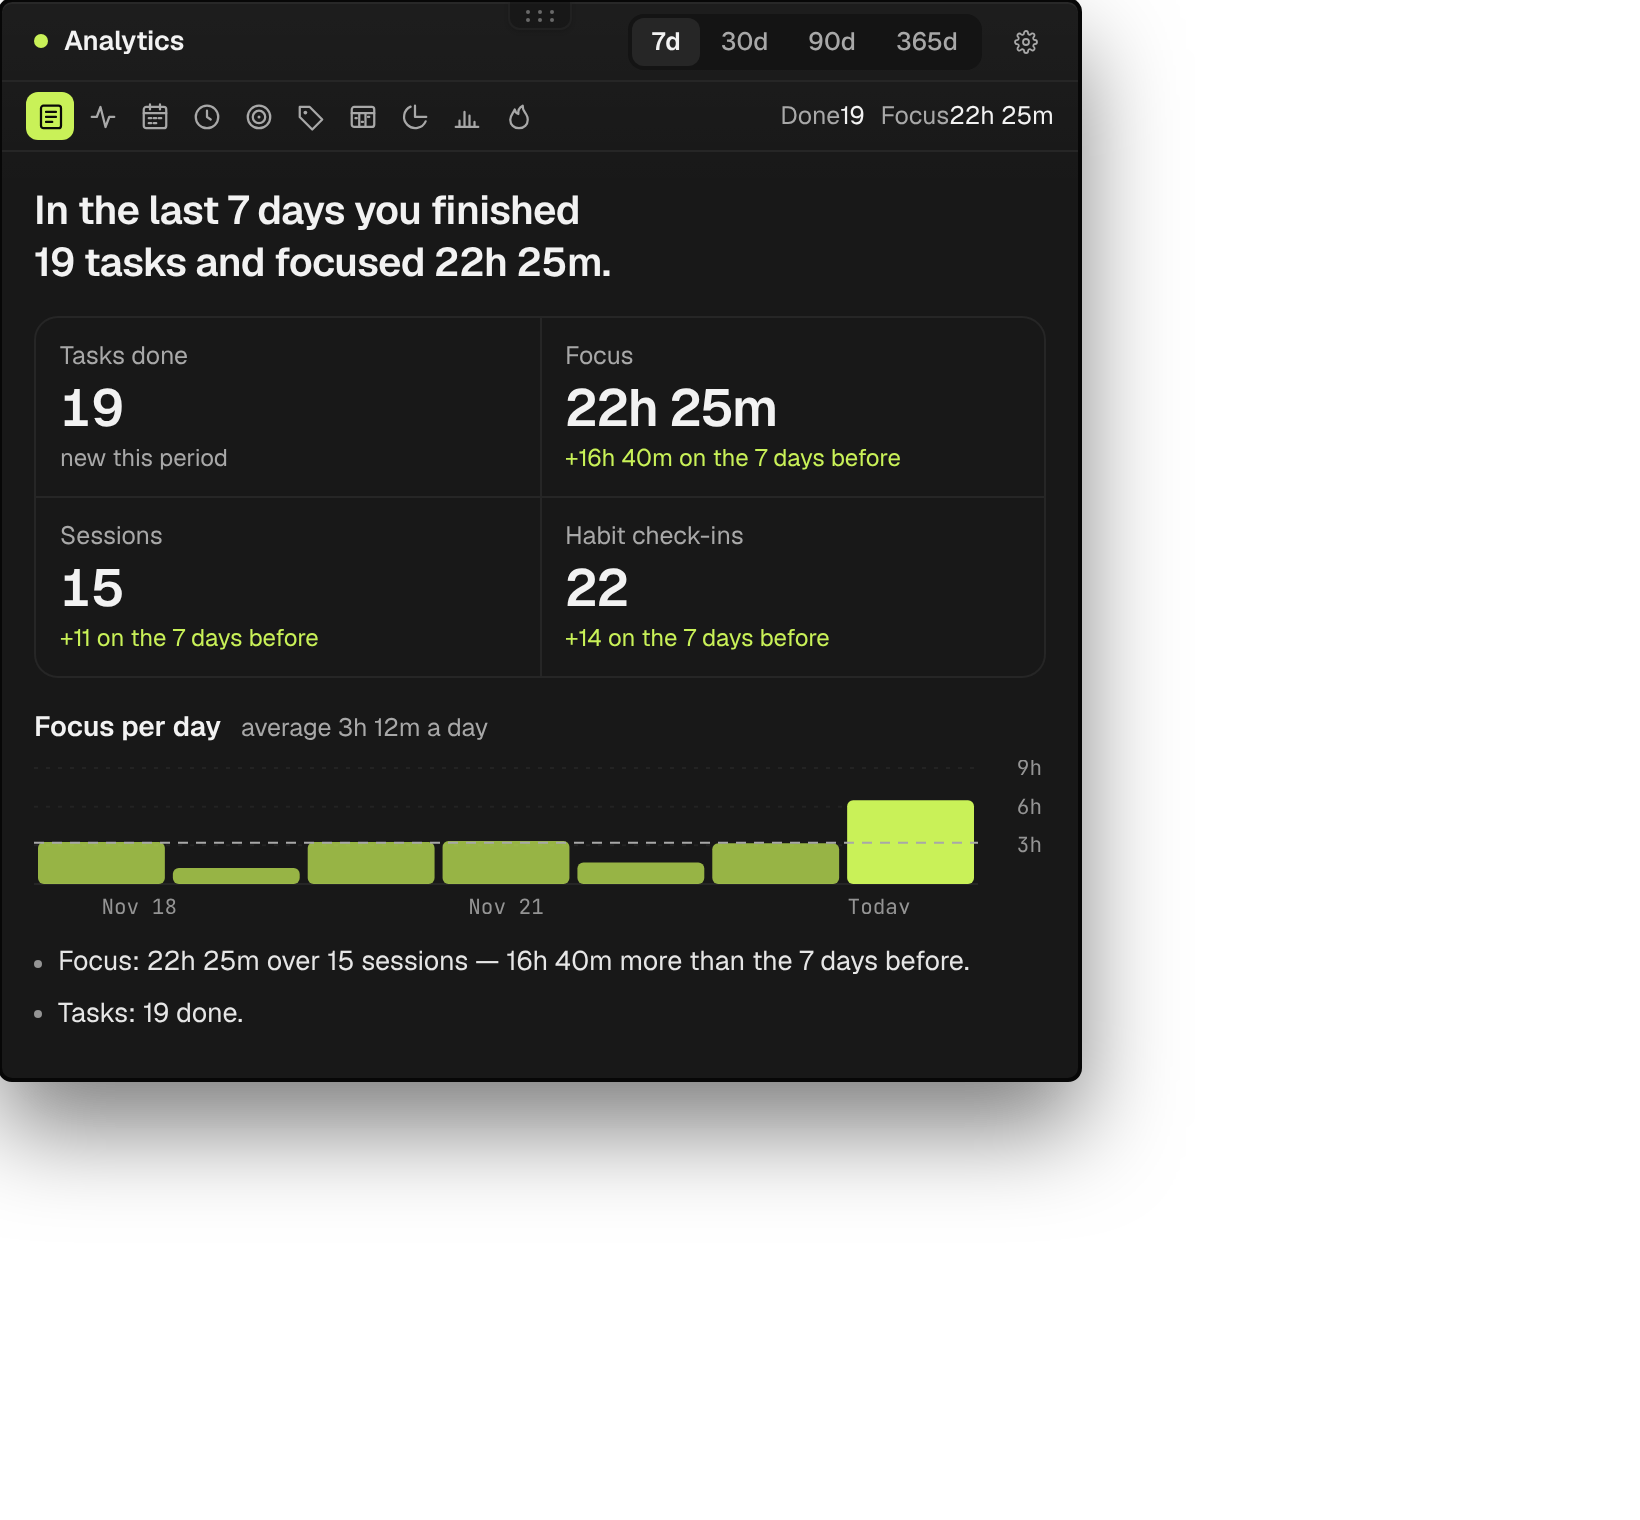 Analytics
7d 30d 90d 365d
Done19 Focus22h 25m
In the last 7 days you finished
19 tasks and focused 22h 25m.
Tasks done
19
new this period
Focus
22h 25m
+16h 40m on the 7 days before
Sessions
15
+11 on the 7 days before
Habit check-ins
22
+14 on the 7 days before
Focus per day average 3h 12m a day
9h
6h
3h
Nov 18 Nov 21 Today
Focus: 22h 25m over 15 sessions — 16h 40m more than the 7 days before.
Tasks: 19 done.